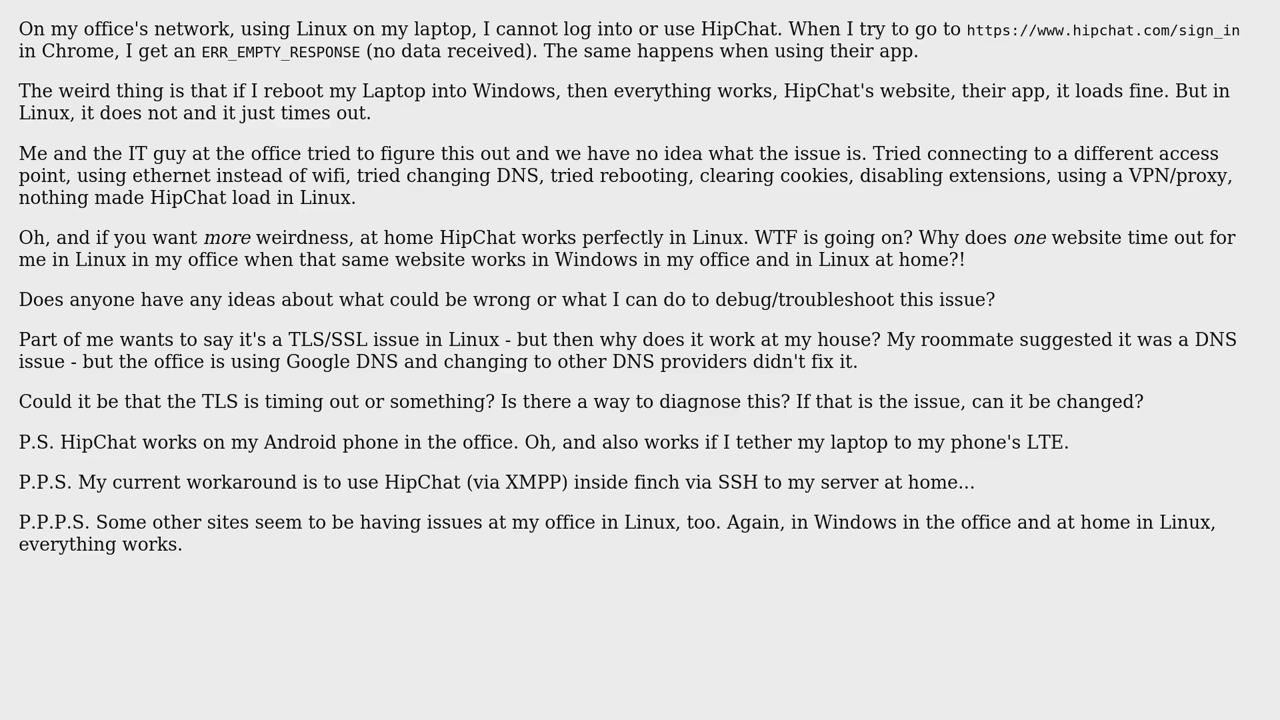 On my office's network, using Linux on my laptop, I cannot log into or use HipChat. When I try to go to https://www.hipchat.com/sign_in
in Chrome, I get an ERR_EMPTY_RESPONSE (no data received). The same happens when using their app.
The weird thing is that if I reboot my Laptop into Windows, then everything works, HipChat's website, their app, it loads fine. But in
Linux, it does not and it just times out.
Me and the IT guy at the office tried to figure this out and we have no idea what the issue is. Tried connecting to a different access
point, using ethernet instead of wifi, tried changing DNS, tried rebooting, clearing cookies, disabling extensions, using a VPN/proxy,
nothing made HipChat load in Linux.
Oh, and if you want more weirdness, at home HipChat works perfectly in Linux. WTF is going on? Why does one website time out for
me in Linux in my office when that same website works in Windows in my office and in Linux at home?!
Does anyone have any ideas about what could be wrong or what I can do to debug/troubleshoot this issue?
Part of me wants to say it's a TLS/SSL issue in Linux - but then why does it work at my house? My roommate suggested it was a DNS
issue - but the office is using Google DNS and changing to other DNS providers didn't fix it.
Could it be that the TLS is timing out or something? Is there a way to diagnose this? If that is the issue, can it be changed?
P.S. HipChat works on my Android phone in the office. Oh, and also works if I tether my laptop to my phone's LTE.
P.P.S. My current workaround is to use HipChat (via XMPP) inside finch via SSH to my server at home...
P.P.P.S. Some other sites seem to be having issues at my office in Linux, too. Again, in Windows in the office and at home in Linux,
everything works.